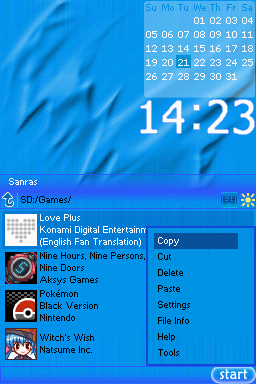 Su Mo Tu We Th Fr Sa
01 02 03 04
05 06 07 08 09 10 11
12 13 14 15 16 17 18
19 20 21 22 23 24 25
26 27 28 29 30 31
14:23
Sanras
SD:/Games/
Love Plus
Konami Digital Entertainm
(English Fan Translation)
Nine Hours, Nine Persons,
Nine Doors
Aksys Games
Pokémon
Black Version
Nintendo
Witch's Wish
Natsume Inc.
Copy
Cut
Delete
Paste
Settings
File Info
Help
Tools
start